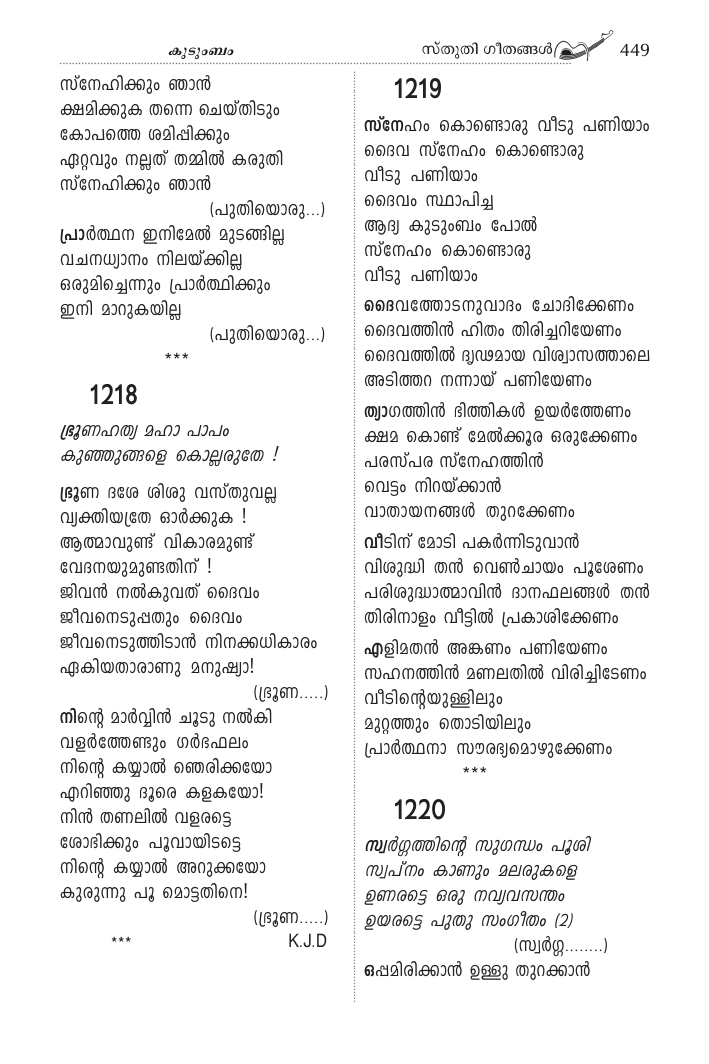 കുടുംബം
സ്തുതി ഗീതങ്ങൾ 449
സ്നേഹിക്കും ഞാൻ
ക്ഷമിക്കുക തന്നെ ചെയ്തിടും
കോപത്തെ ശമിപ്പിക്കും
ഏറ്റവും നല്ലത് തമ്മിൽ കരുതി
സ്നേഹിക്കും ഞാൻ
(പുതിയൊരു...)
പ്രാർത്ഥന ഇനിമേൽ മുടങ്ങില്ല
വചനധ്യാനം നിലയ്ക്കില്ല
ഒരുമിച്ചെന്നും പ്രാർത്ഥിക്കും
ഇനി മാറുകയില്ല
(പുതിയൊരു...)
***
1218
ഭ്രൂണഹത്യ മഹാ പാപം
കുഞ്ഞുങ്ങളെ കൊല്ലരുതേ !
ഭ്രൂണ ദശേ ശിശു വസ്തുവല്ല
വ്യക്തിയത്രേ ഓർക്കുക !
ആത്മാവുണ്ട് വികാരമുണ്ട്
വേദനയുമുണ്ടതിന് !
ജിവൻ നൽകുവത് ദൈവം
ജീവനെടുപ്പതും ദൈവം
ജീവനെടുത്തിടാൻ നിനക്കധികാരം
ഏകിയതാരാണു മനുഷ്യാ!
(ഭ്രൂണ.....)
നിന്റെ മാർവ്വിൻ ചൂടു നൽകി
വളർത്തേണ്ടും ഗർഭഫലം
നിന്റെ കയ്യാൽ ഞെരിക്കയോ
എറിഞ്ഞു ദൂരെ കളകയോ!
നിൻ തണലിൽ വളരട്ടെ
ശോഭിക്കും പൂവായിടട്ടെ
നിന്റെ കയ്യാൽ അറുക്കയോ
കുരുന്നു പൂ മൊട്ടതിനെ!
(ഭ്രൂണ.....)
*** K.J.D
1219
സ്നേഹം കൊണ്ടൊരു വീടു പണിയാം
ദൈവ സ്നേഹം കൊണ്ടൊരു
വീടു പണിയാം
ദൈവം സ്ഥാപിച്ച
ആദ്യ കുടുംബം പോൽ
സ്നേഹം കൊണ്ടൊരു
വീടു പണിയാം
ദൈവത്തോടനുവാദം ചോദിക്കേണം
ദൈവത്തിൻ ഹിതം തിരിച്ചറിയേണം
ദൈവത്തിൽ ദൃഢമായ വിശ്വാസത്താലെ
അടിത്തറ നന്നായ് പണിയേണം
ത്യാഗത്തിൻ ഭിത്തികൾ ഉയർത്തേണം
ക്ഷമ കൊണ്ട് മേൽക്കൂര ഒരുക്കേണം
പരസ്പര സ്നേഹത്തിൻ
വെട്ടം നിറയ്ക്കാൻ
വാതായനങ്ങൾ തുറക്കേണം
വീടിന് മോടി പകർന്നിടുവാൻ
വിശുദ്ധി തൻ വെൺചായം പൂശേണം
പരിശുദ്ധാത്മാവിൻ ദാനഫലങ്ങൾ തൻ
തിരിനാളം വീട്ടിൽ പ്രകാശിക്കേണം
എളിമതൻ അങ്കണം പണിയേണം
സഹനത്തിൻ മണലതിൽ വിരിച്ചിടേണം
വീടിന്റെയുള്ളിലും
മുറ്റത്തും തൊടിയിലും
പ്രാർത്ഥനാ സൗരഭ്യമൊഴുക്കേണം
***
1220
സ്വർഗ്ഗത്തിന്റെ സുഗന്ധം പൂശി
സ്വപ്നം കാണും മലരുകളെ
ഉണരട്ടെ ഒരു നവ്യവസന്തം
ഉയരട്ടെ പുതു സംഗീതം (2)
(സ്വർഗ്ഗ........)
ഒപ്പമിരിക്കാൻ ഉള്ളു തുറക്കാൻ